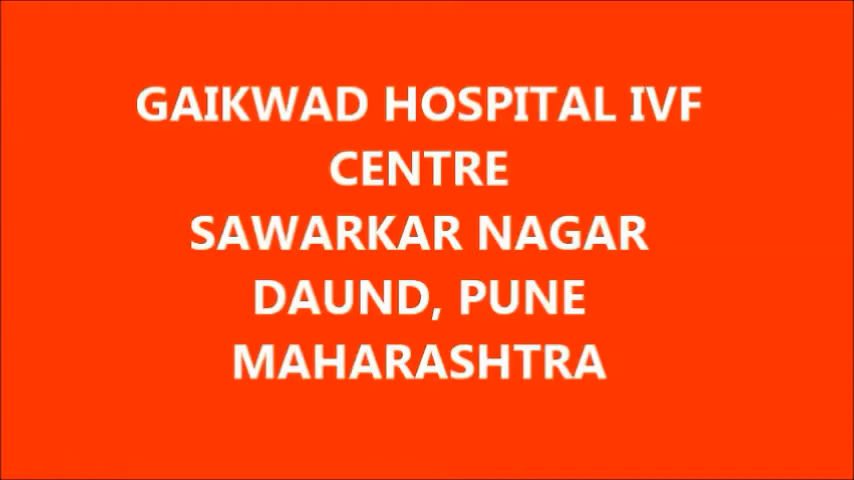 GAIKWAD HOSPITAL IVF
CENTRE
SAWARKAR NAGAR
DAUND, PUNE
MAHARASHTRA